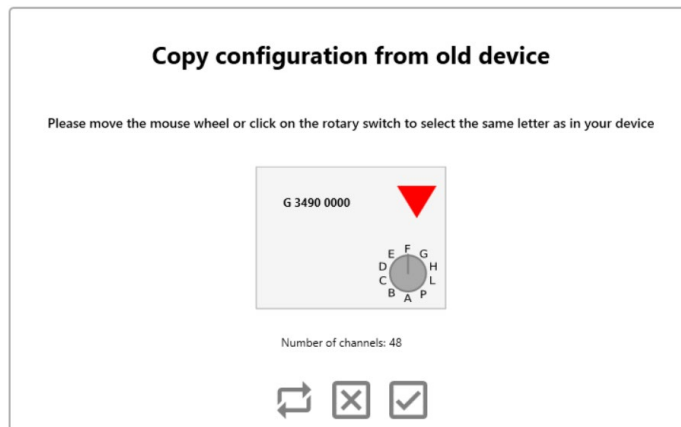 Copy configuration from old device
Please move the mouse wheel or click on the rotary switch to select the same letter as in your device
G 3490 0000
F
E G
D H
C L
B P
A
Number of channels: 48